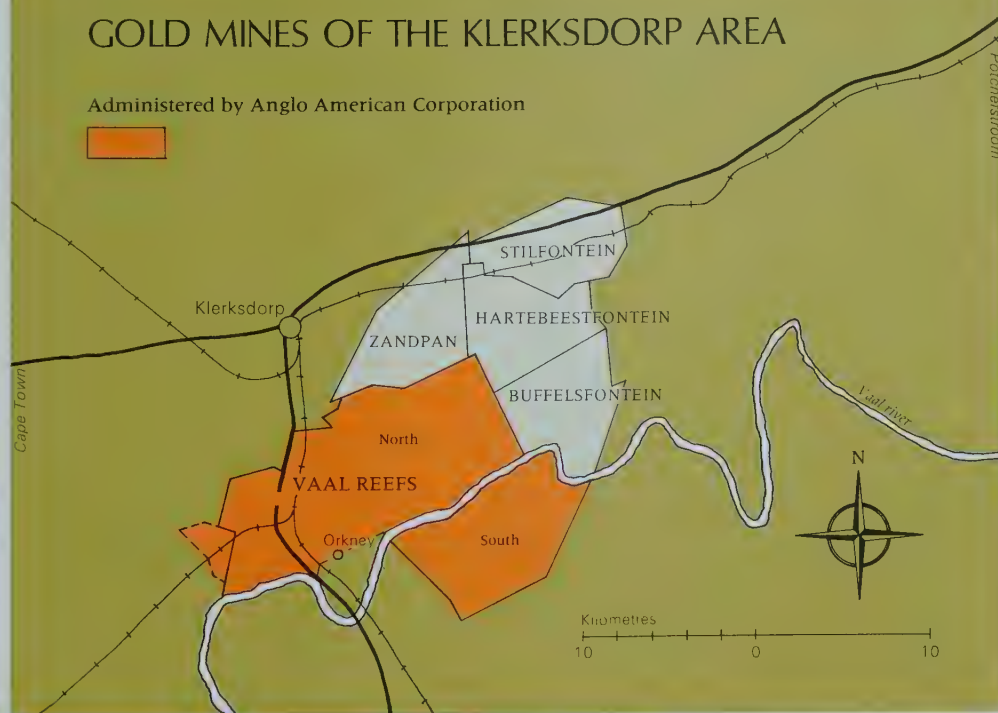 GOLD MINES OF THE KLERKSDORP AREA
Administered by Anglo American Corporation
Potchefstroom
STILFONTEIN
Klerksdorp
HARTEBEESTFONTEIN
ZANDPAN
BUFFELSFONTEIN
Vaal river
Cape Town
North
N
VAAL REEFS
Orkney
South
Kilometres
10 0 10